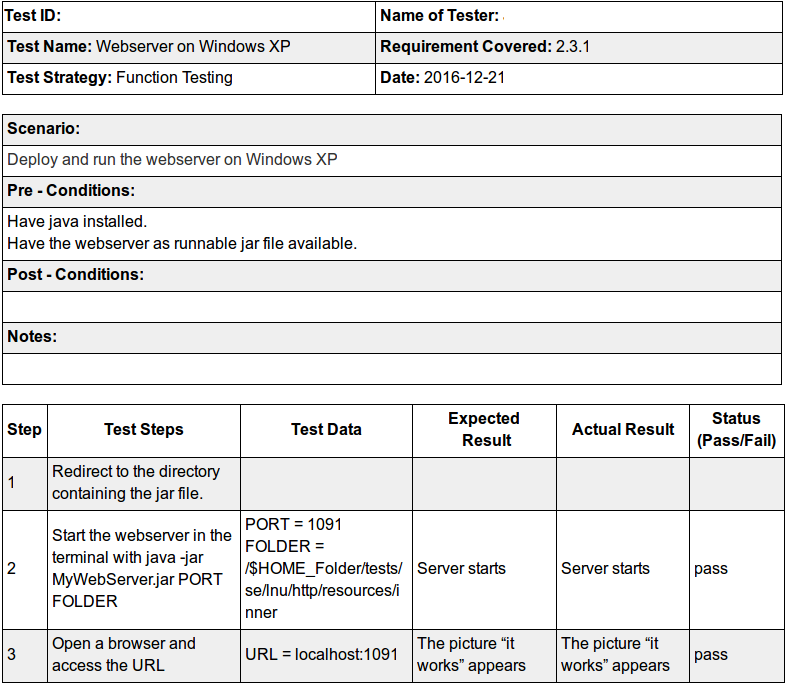 Test ID:
Name of Tester:
Test Name: Webserver on Windows XP
Requirement Covered: 2.3.1
Test Strategy: Function Testing
Date: 2016-12-21
Scenario:
Deploy and run the webserver on Windows XP
Pre - Conditions:
Have java installed.
Have the webserver as runnable jar file available.
Post - Conditions:
Notes:
Step
Test Steps
Test Data
Expected
Result
Actual Result
Status
(Pass/Fail)
1
Redirect to the directory
containing the jar file.
2
Start the webserver in the
terminal with java -jar
MyWebServer.jar PORT
FOLDER
PORT = 1091
FOLDER =
/$HOME_Folder/tests/
se/lnu/http/resources/i
nner
Server starts
Server starts
pass
3
Open a browser and
access the URL
URL = localhost:1091
The picture “it
works” appears
The picture “it
works” appears
pass